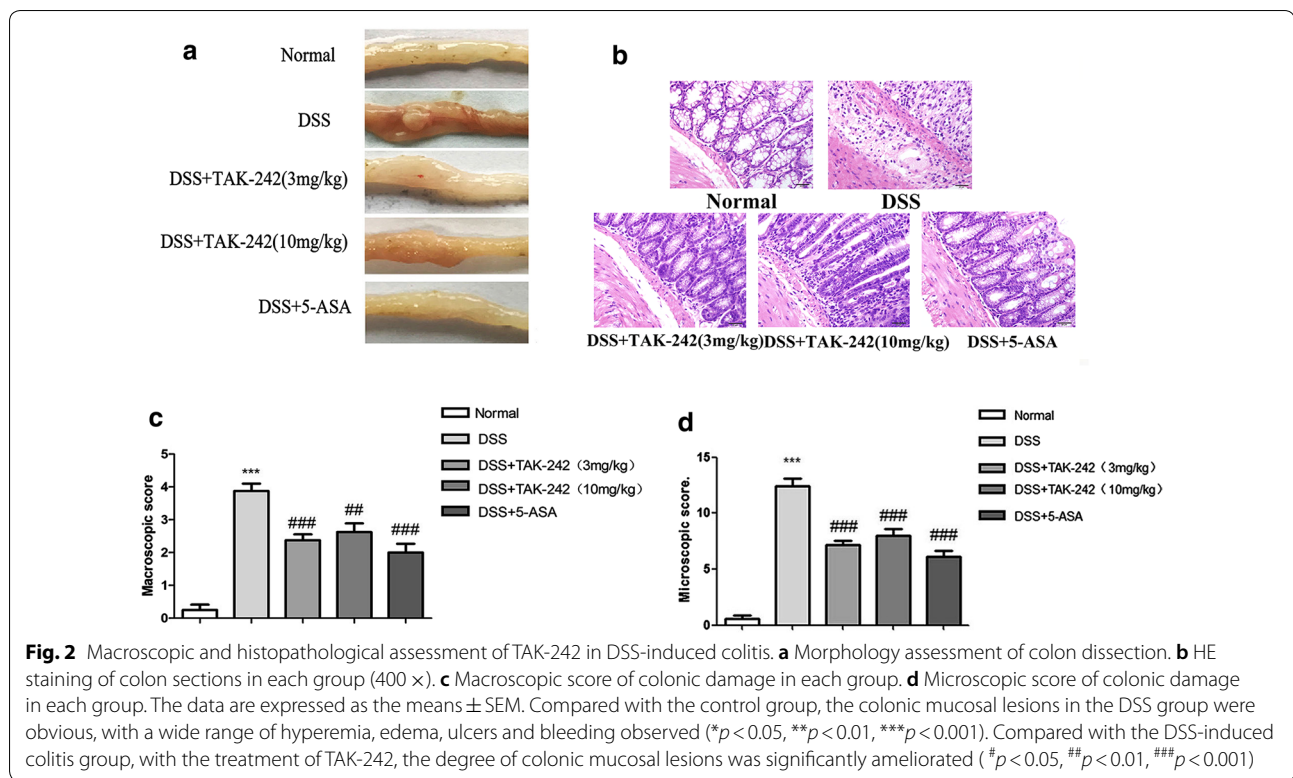 a
Normal
DSS
DSS+TAK-242(3mg/kg)
DSS+TAK-242(10mg/kg)
DSS+5-ASA
b
Normal
DSS
DSS+TAK-242(3mg/kg)
DSS+TAK-242(10mg/kg)
DSS+5-ASA
c
Macroscopic score
5
4
3
2
1
0
***
###
##
###
Normal
DSS
DSS+TAK-242（3mg/kg）
DSS+TAK-242（10mg/kg）
DSS+5-ASA
d
Microscopic score.
15
10
5
0
***
###
###
###
Normal
DSS
DSS+TAK-242（3mg/kg）
DSS+TAK-242（10mg/kg）
DSS+5-ASA
Fig. 2 Macroscopic and histopathological assessment of TAK-242 in DSS-induced colitis. a Morphology assessment of colon dissection. b HE
staining of colon sections in each group (400 ×). c Macroscopic score of colonic damage in each group. d Microscopic score of colonic damage
in each group. The data are expressed as the means ± SEM. Compared with the control group, the colonic mucosal lesions in the DSS group were
obvious, with a wide range of hyperemia, edema, ulcers and bleeding observed (*p < 0.05, **p < 0.01, ***p < 0.001). Compared with the DSS-induced
colitis group, with the treatment of TAK-242, the degree of colonic mucosal lesions was significantly ameliorated ( #p < 0.05, ##p < 0.01, ###p < 0.001)